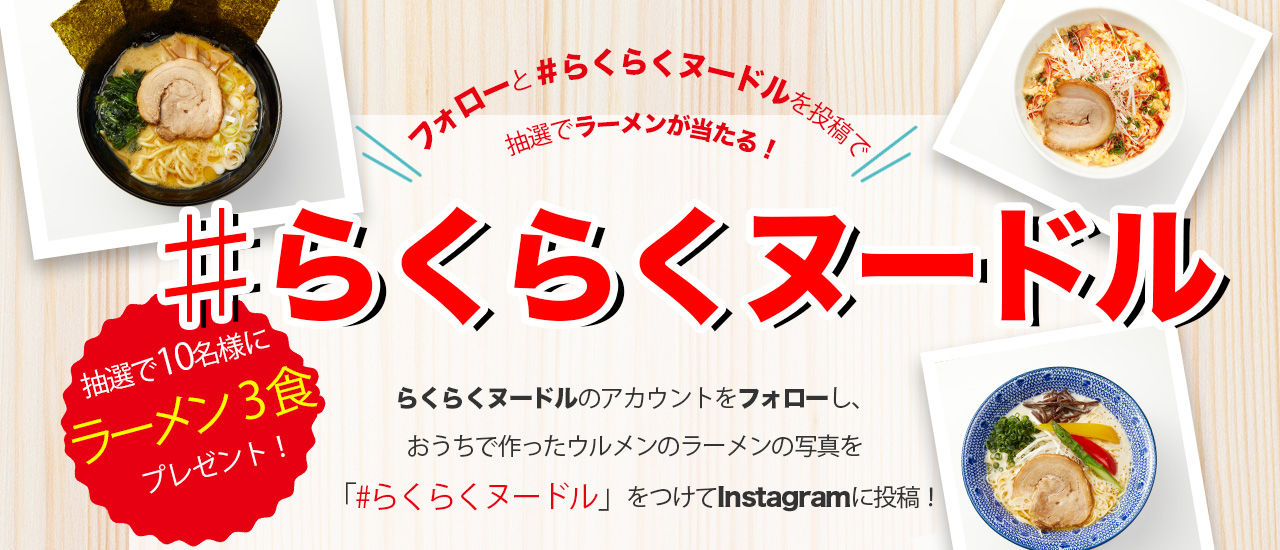 フォローと#らくらくヌードルを投稿で
抽選でラーメンが当たる！
#らくらくヌードル
抽選で10名様に
ラーメン3食
プレゼント！
らくらくヌードルのアカウントをフォローし、
おうちで作ったウルメンのラーメンの写真を
「#らくらくヌードル」をつけてInstagramに投稿！